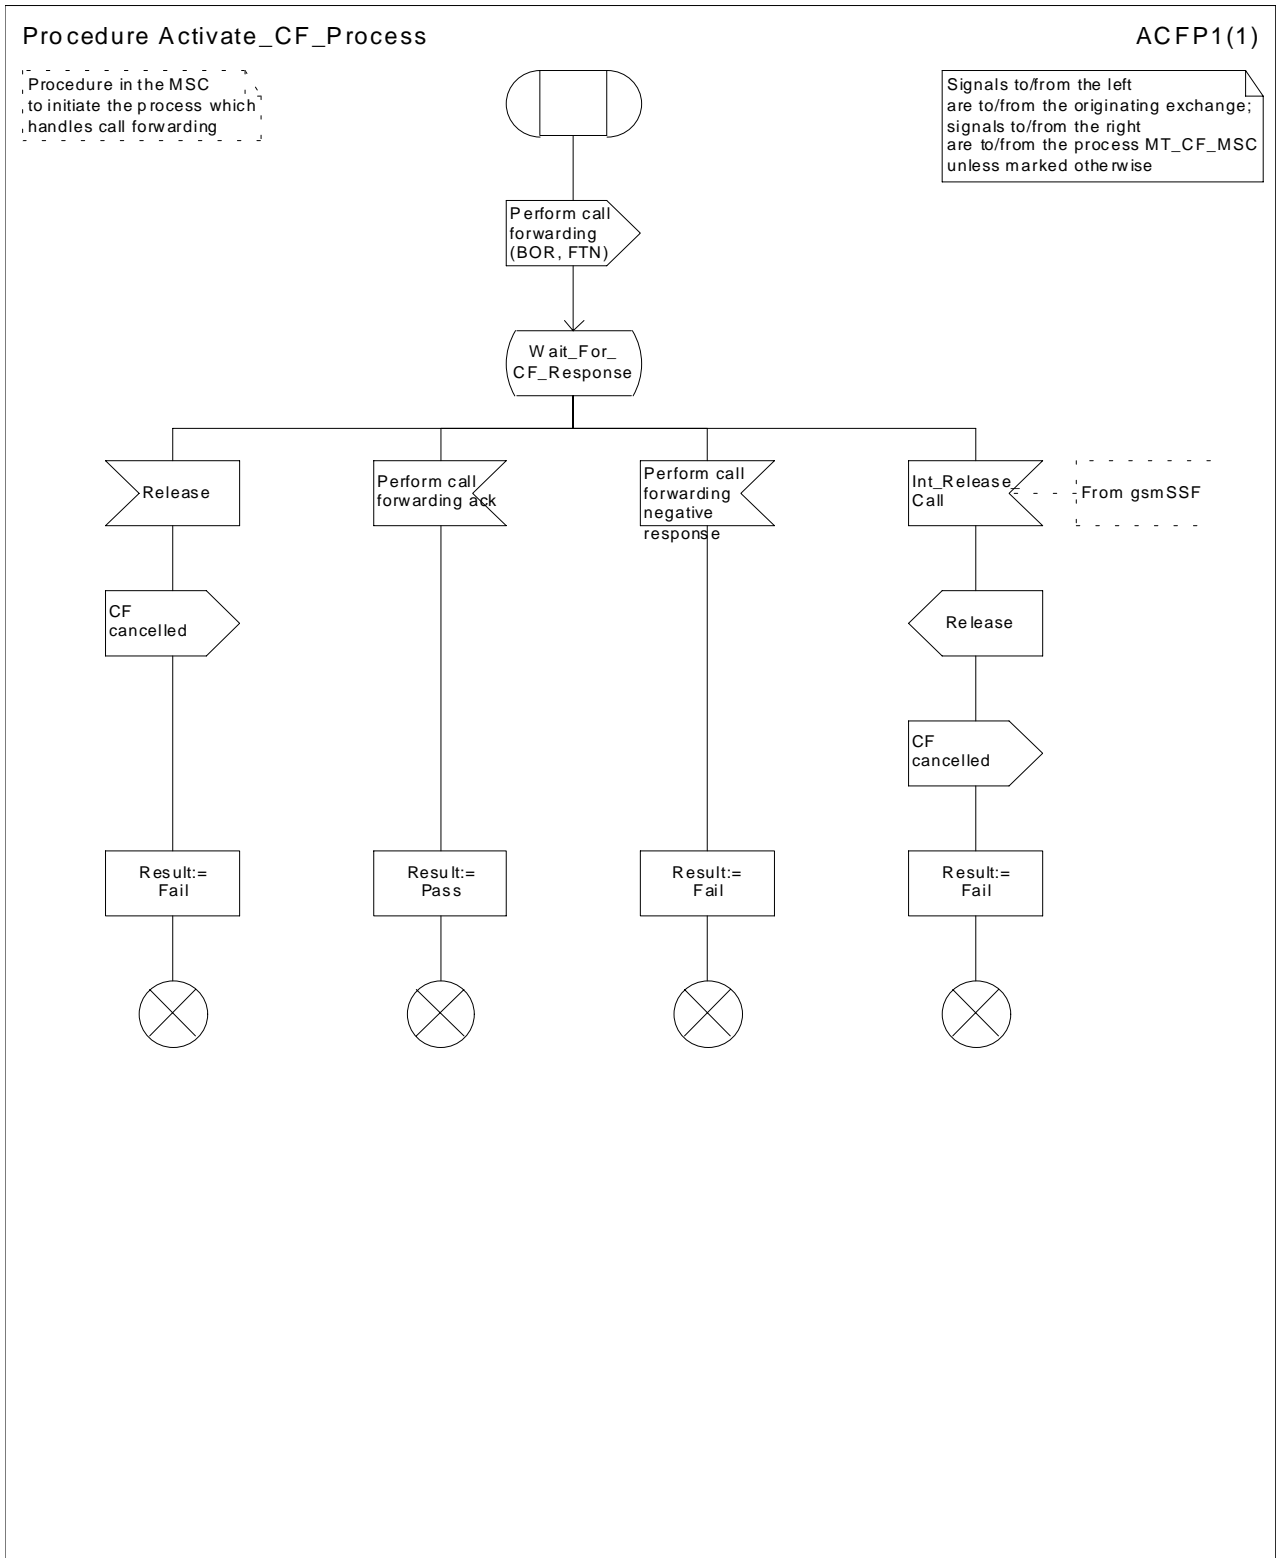 Procedure Activate_CF_Process
ACFP1(1)
Procedure in the MSC
to initiate the process which
handles call forwarding
Signals to/from the left
are to/from the originating exchange;
signals to/from the right
are to/from the process MT_CF_MSC
unless marked otherwise
Perform call
forwarding
(BOR, FTN)
Wait_For_
CF_Response
Release
Perform call
forwarding ack
Perform call
forwarding
negative
response
Int_Release_
Call
From gsmSSF
CF
cancelled
Release
CF
cancelled
Result:=
Fail
Result:=
Pass
Result:=
Fail
Result:=
Fail